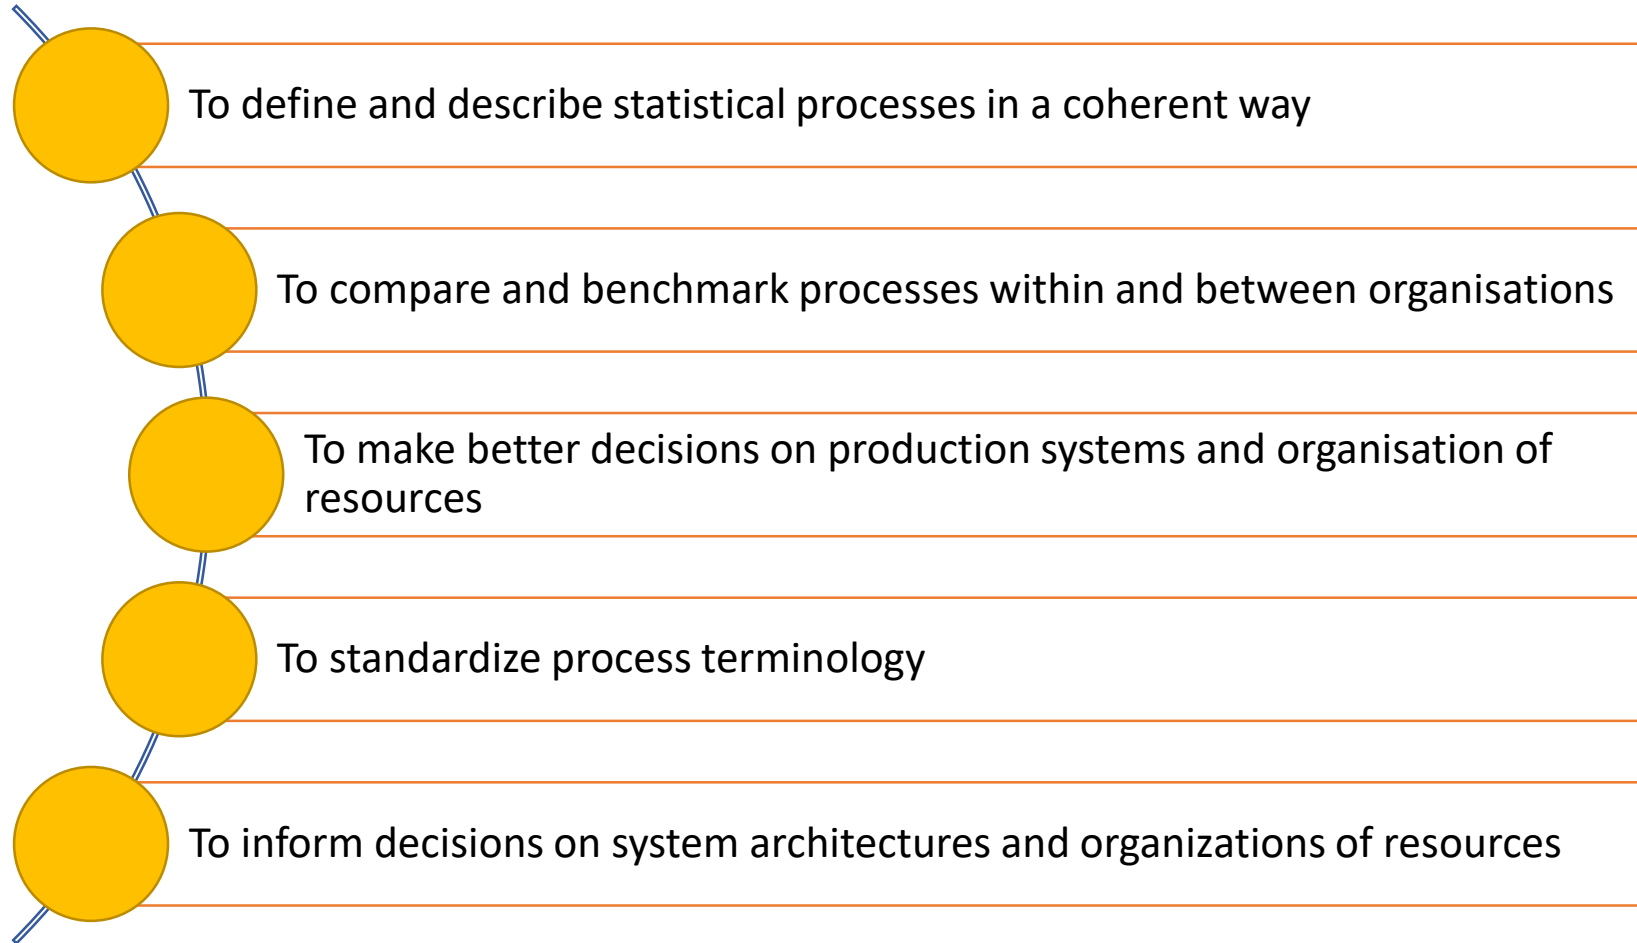 To define and describe statistical processes in a coherent way
To compare and benchmark processes within and between organisations
To make better decisions on production systems and organisation of
resources
To standardize process terminology
To inform decisions on system architectures and organizations of resources